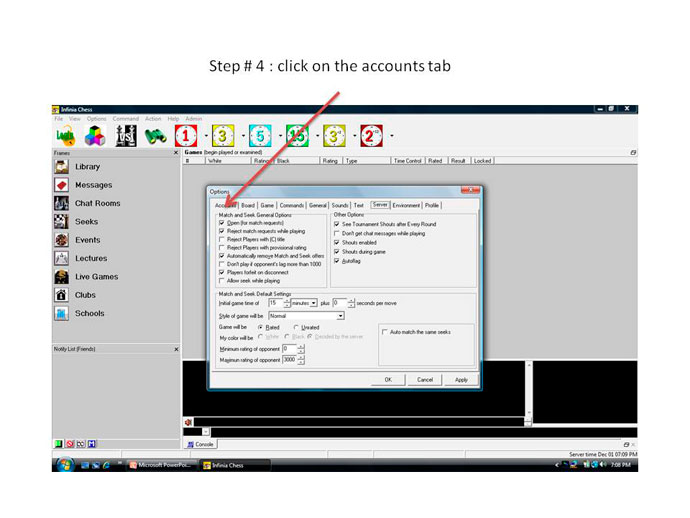 Step # 4 : click on the accounts tab
Infinia Chess
File View Options Command Action Help Admin
Login
1 3 5 15 3 2
Frames
Games (begin played or examined)
# White Rating Black Rating Type Time Control Rated Result Locked
Library
Messages
Chat Rooms
Seeks
Events
Lectures
Live Games
Clubs
Schools
Notify List (Friends)
Options
Board Game Commands General Sounds Text Server Environment Profile
Match and Seek General Options
Open (for match requests)
Reject match requests while playing
Reject Players with (C) title
Reject Players with provisional rating
Automatically remove Match and Seek offers
Don't play if opponent's lag more than 1000
Players forfeit on disconnect
Allow seek while playing
Other Options
See Tournament Shouts after Every Round
Don't get chat messages while playing
Shouts enabled
Shouts during game
Autoflag
Match and Seek Default Settings
Initial game time of 15 minutes plus 0 seconds per move
Style of game will be Normal
Game will be Rated Unrated
My color will be White Black Decided by the server
Minimum rating of opponent 0
Maximum rating of opponent 3000
Auto match the same seeks
OK Cancel Apply
Console
Server time Dec 01 07:09 PM
Microsoft PowerPoi...
Infinia Chess
7:08 PM